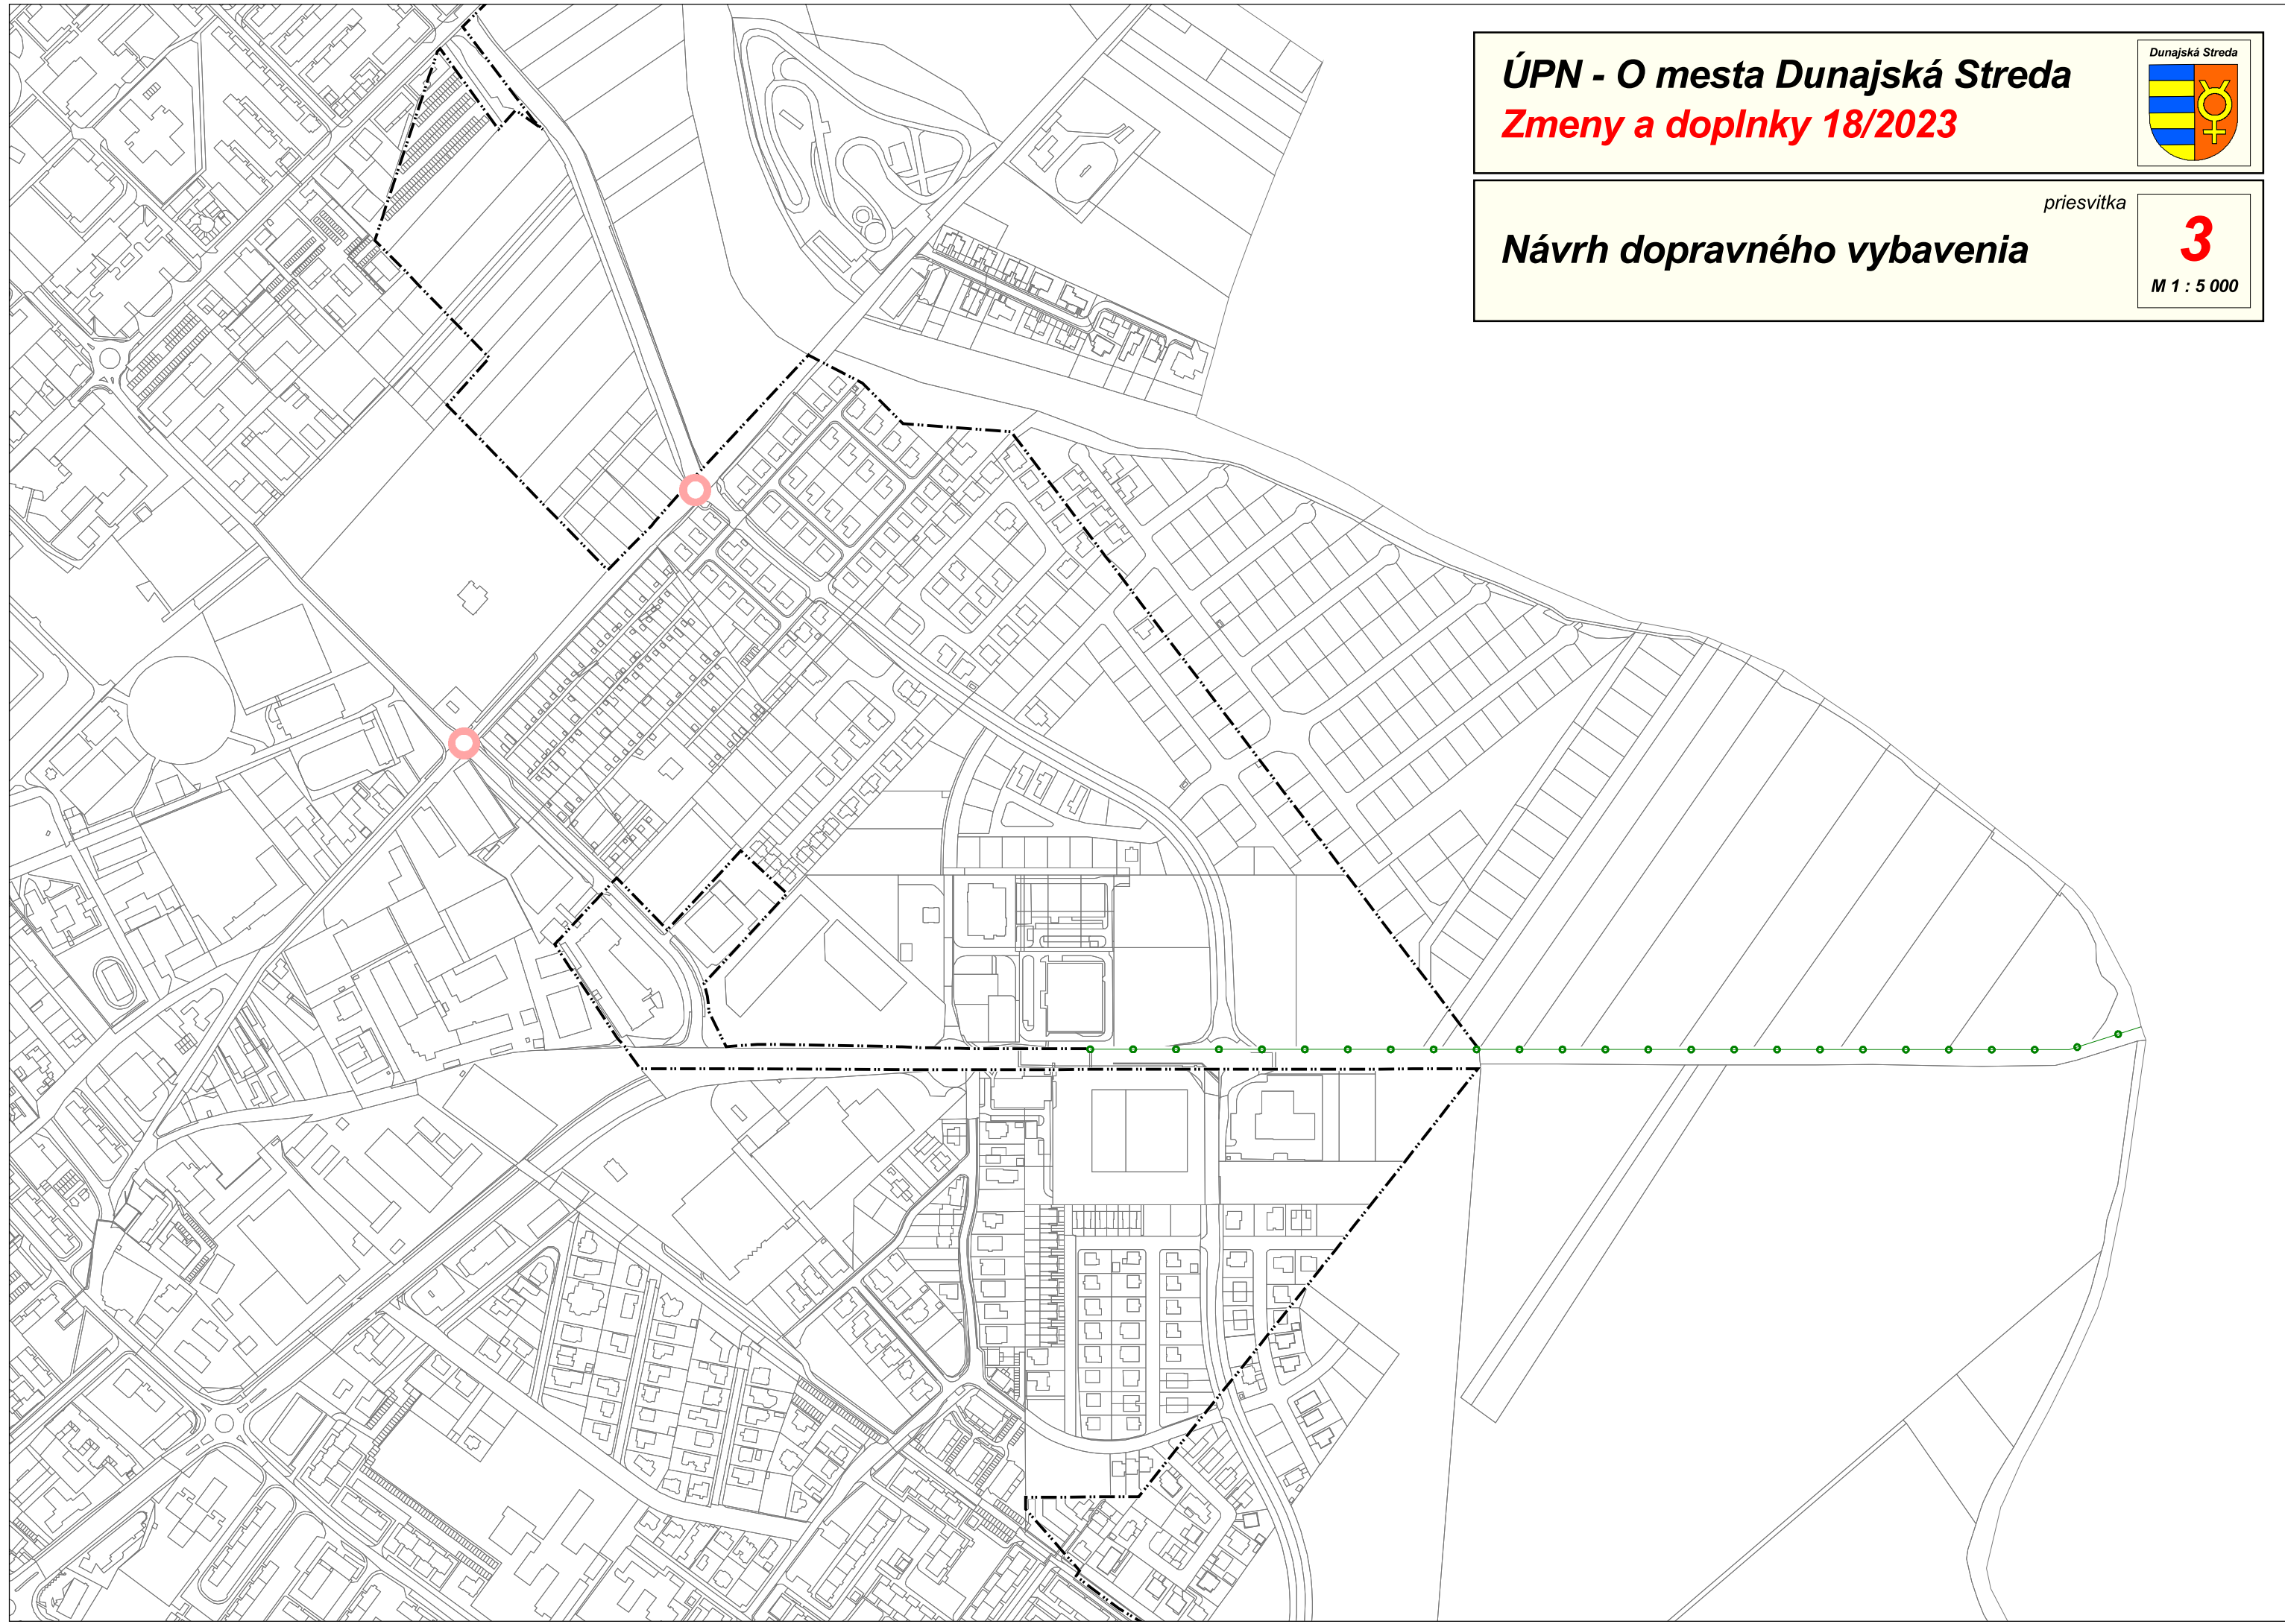 ÚPN - O mesta Dunajská Streda
Zmeny a doplnky 18/2023
Dunajská Streda
priesvitka
Návrh dopravného vybavenia
3
M 1 : 5 000